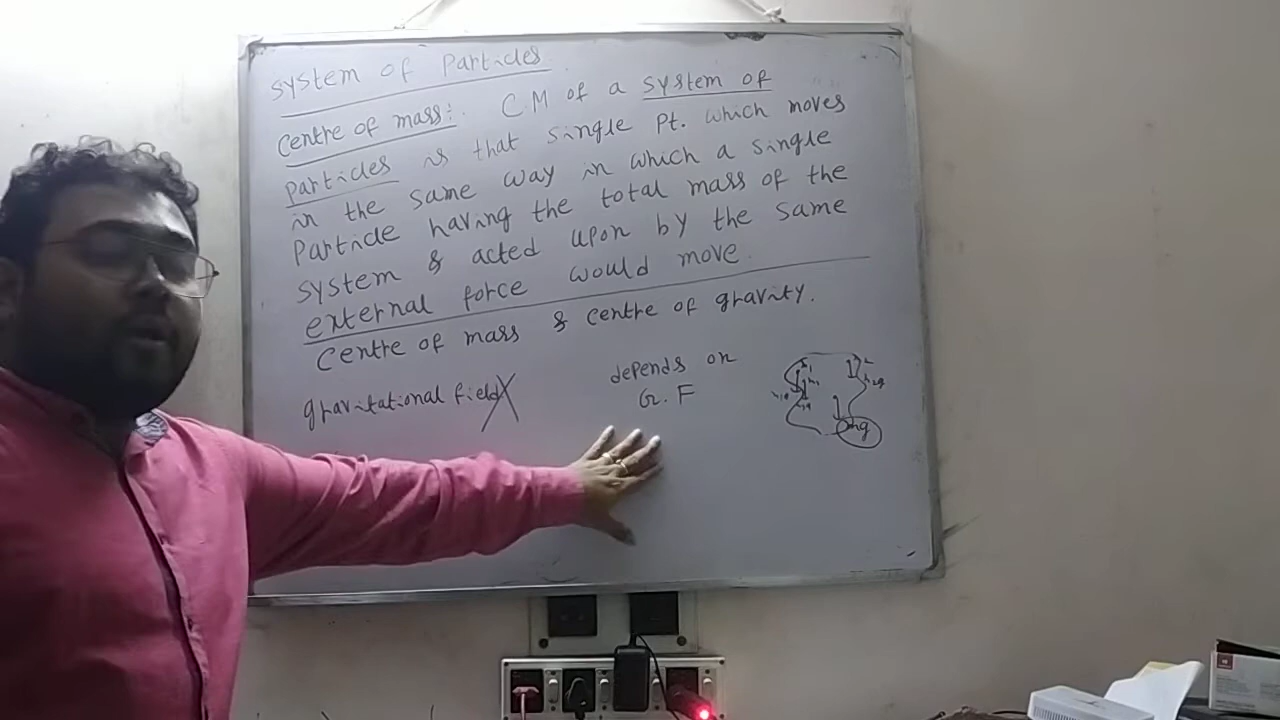 System of Particles
Centre of mass: CM of a system of
Particles is that single Pt. which moves
in the same way in which a single
Particle having the total mass of the
system & acted upon by the same
external force would move.
Centre of mass & centre of gravity.
gravitational field X depends on
G.F
mg